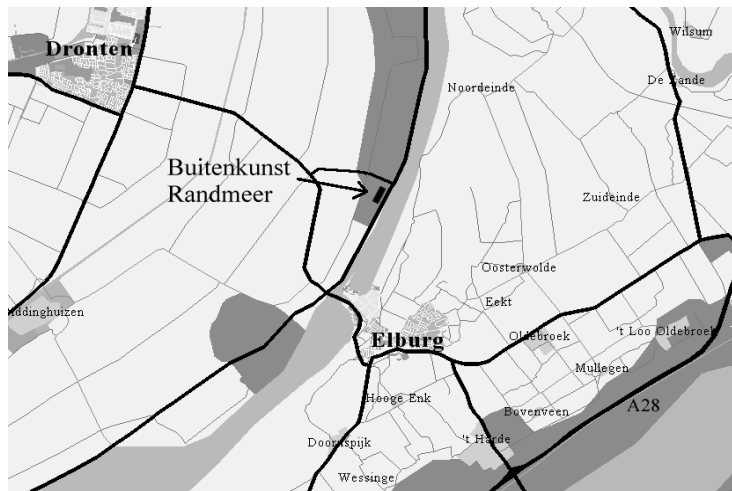 Wilsum
Dronten
De Zande
Noordeinde
Buitenkunst
Randmeer
Zuideinde
Oosterwolde
Eekt
ddinghuizen
Elburg
Oldebroek
't Loo Oldebroek
Mullegen
Hooge Enk
A28
Bovenveen
Doornspijk
't Harde
Wessinge